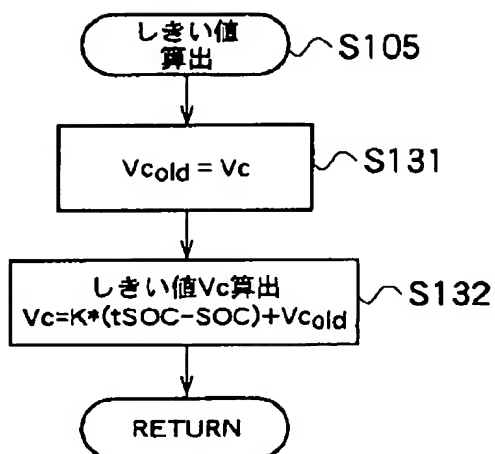 しきい値
算出
S105
Vcold = Vc
S131
しきい値Vc算出
Vc=K*(tSOC-SOC)+Vcold
S132
RETURN